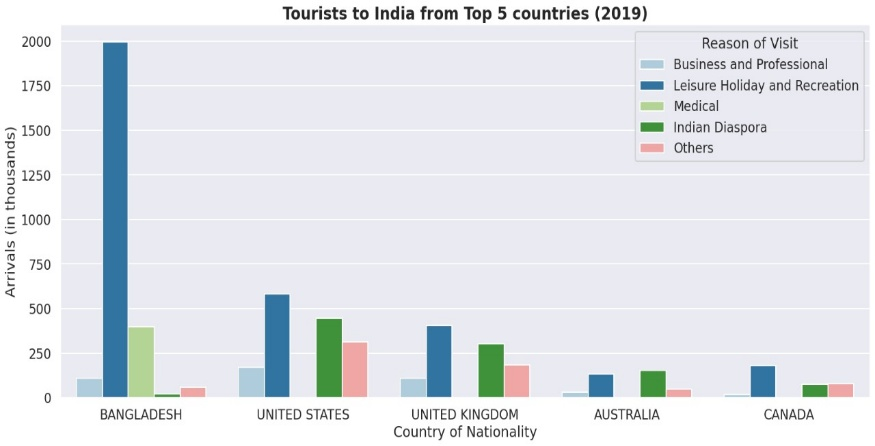 Tourists to India from Top 5 countries (2019)
Reason of Visit
Business and Professional
Leisure Holiday and Recreation
Medical
Indian Diaspora
Others
Arrivals (in thousands)
2000
1750
1500
1250
1000
750
500
250
0
BANGLADESH UNITED STATES UNITED KINGDOM AUSTRALIA CANADA
Country of Nationality